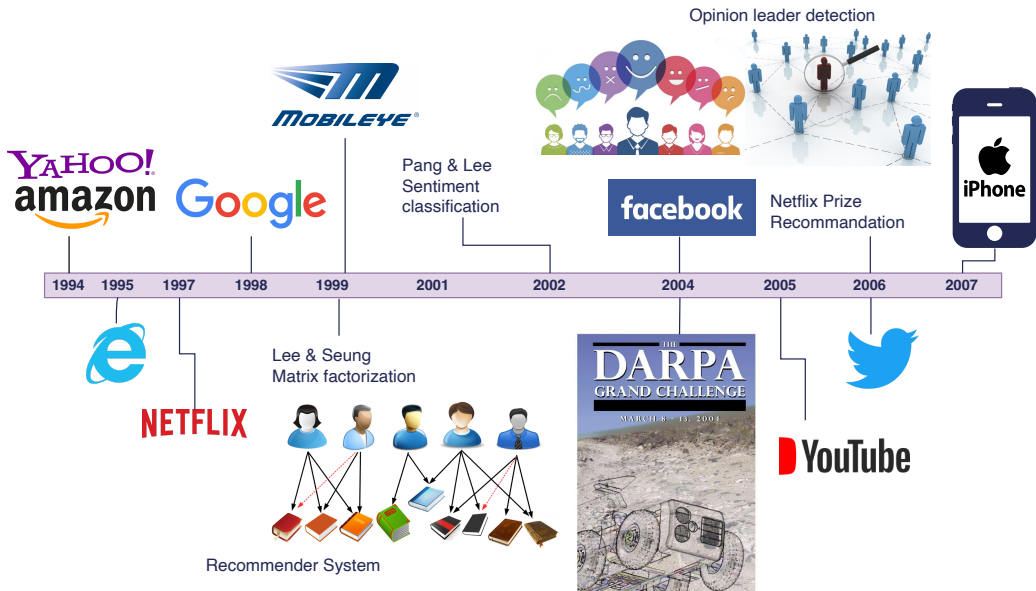 Opinion leader detection
MOBILEYE®
YAHOO!
amazon
Google
Pang & Lee
Sentiment
classification
facebook
Netflix Prize
Recommandation
iPhone
1994 1995 1997 1998 1999 2001 2002 2004 2005 2006 2007
Lee & Seung
Matrix factorization
NETFLIX
THE
DARPA
GRAND CHALLENGE
MARCH 8 - 13, 2004
YouTube
Recommender System